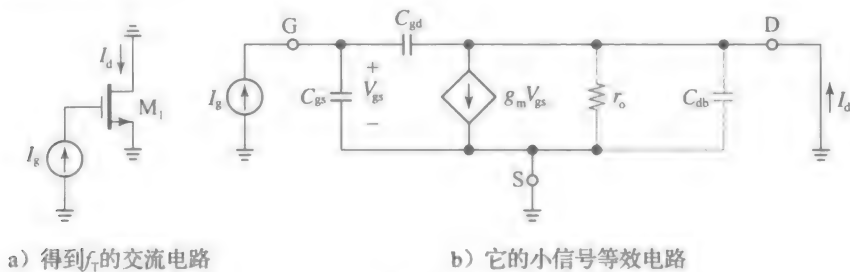 G
C_gd
D
I_d
M_1
I_g
I_g
C_gs
+
V_gs
−
g_mV_gs
r_o
C_db
I_d
S
a）得到f_T的交流电路
b）它的小信号等效电路